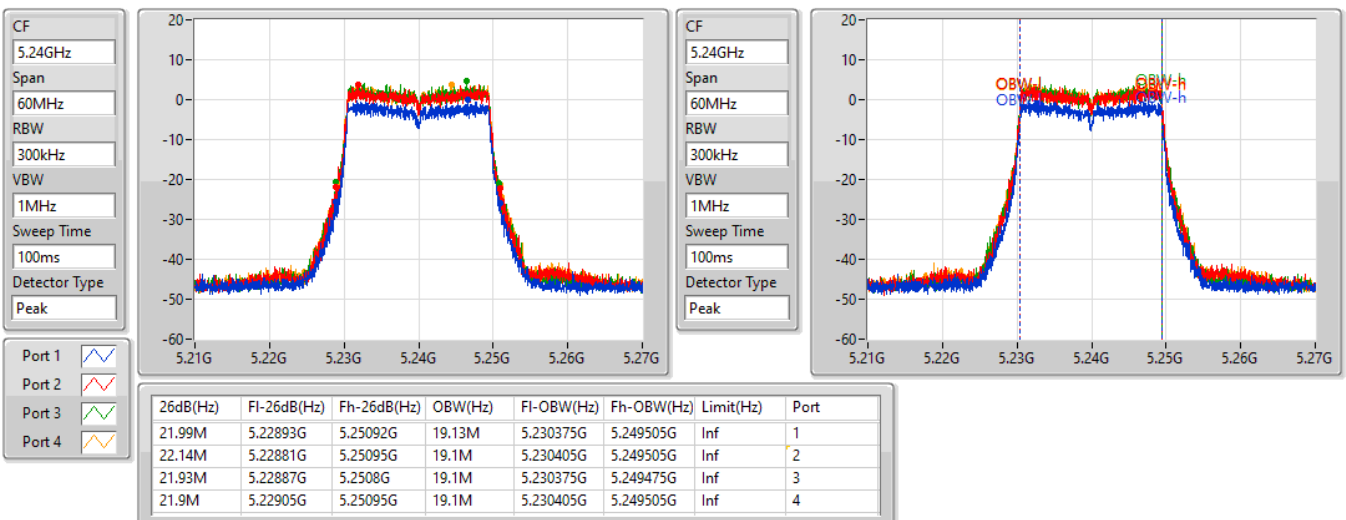 CF
5.24GHz
Span
60MHz
RBW
300kHz
VBW
1MHz
Sweep Time
100ms
Detector Type
Peak
20
10
0
-10
-20
-30
-40
-50
-60
5.21G 5.22G 5.23G 5.24G 5.25G 5.26G 5.27G
CF
5.24GHz
Span
60MHz
RBW
300kHz
VBW
1MHz
Sweep Time
100ms
Detector Type
Peak
20
10
0
-10
-20
-30
-40
-50
-60
OBW-l
OBW-h
OBW-h
OBW-h
5.21G 5.22G 5.23G 5.24G 5.25G 5.26G 5.27G
Port 1
Port 2
Port 3
Port 4
26dB(Hz) Fl-26dB(Hz) Fh-26dB(Hz) OBW(Hz) Fl-OBW(Hz) Fh-OBW(Hz) Limit(Hz) Port
21.99M 5.22893G 5.25092G 19.13M 5.230375G 5.249505G Inf 1
22.14M 5.22881G 5.25095G 19.1M 5.230405G 5.249505G Inf 2
21.93M 5.22887G 5.2508G 19.1M 5.230375G 5.249475G Inf 3
21.9M 5.22905G 5.25095G 19.1M 5.230405G 5.249505G Inf 4